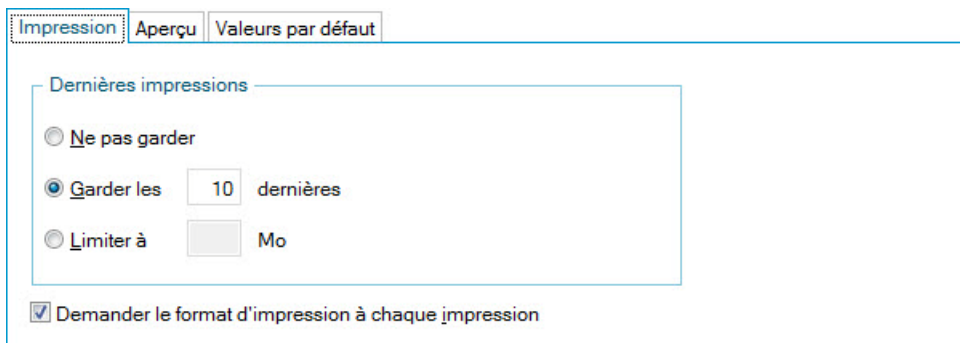 Impression Aperçu Valeurs par défaut
Dernières impressions
Ne pas garder
Garder les 10 dernières
Limiter à Mo
Demander le format d'impression à chaque impression